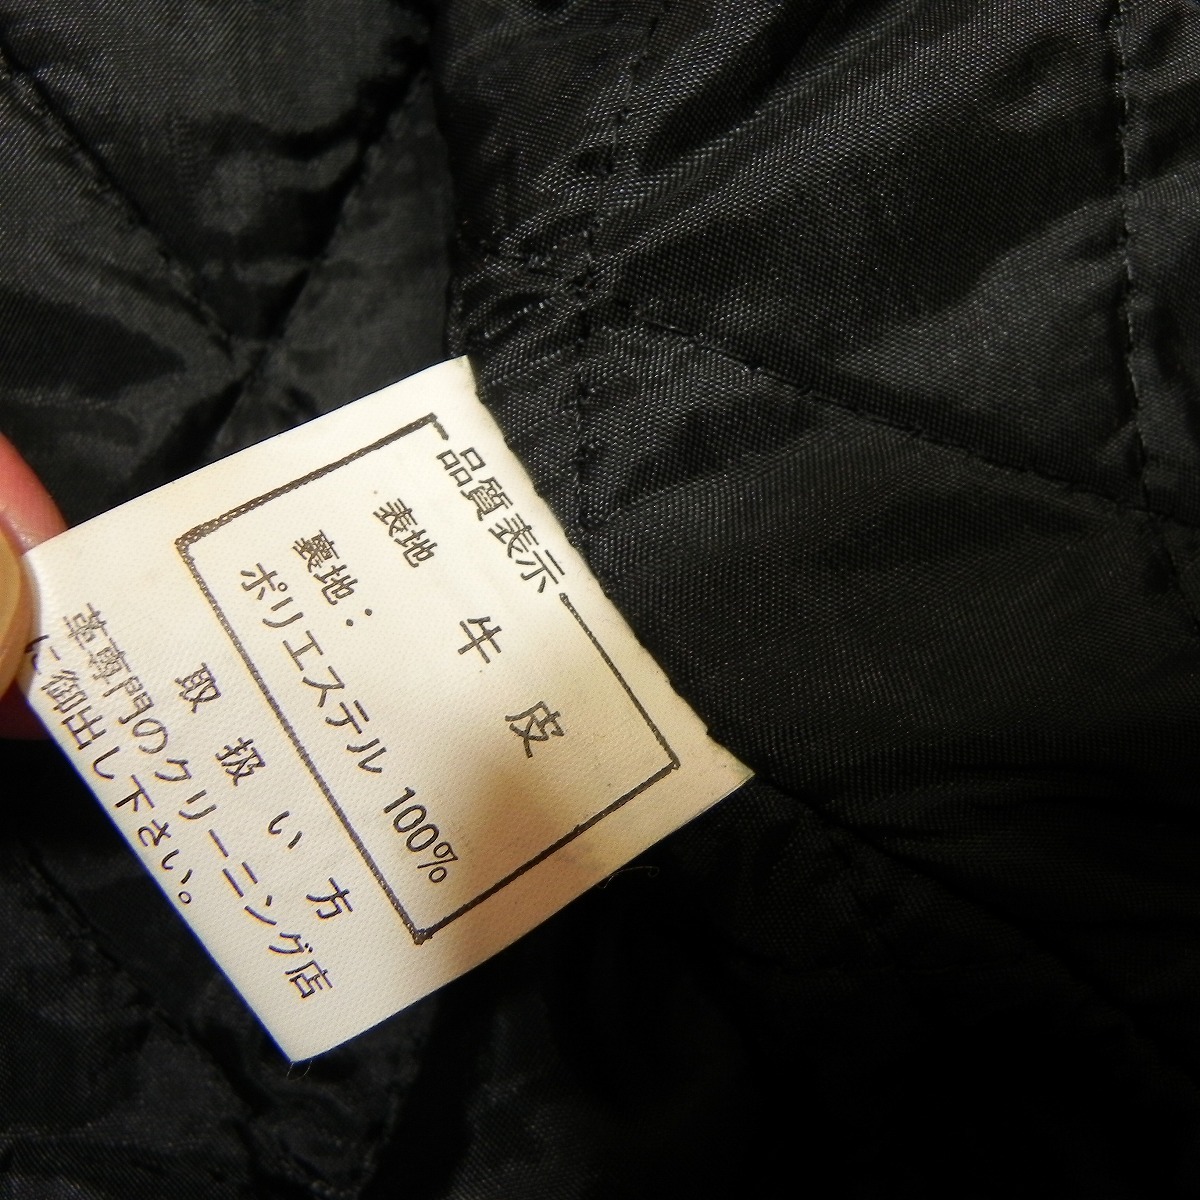 品質表示
表地 牛皮
裏地：
ポリエステル 100%
取扱い方
革専門のクリーニング店
に御出し下さい。